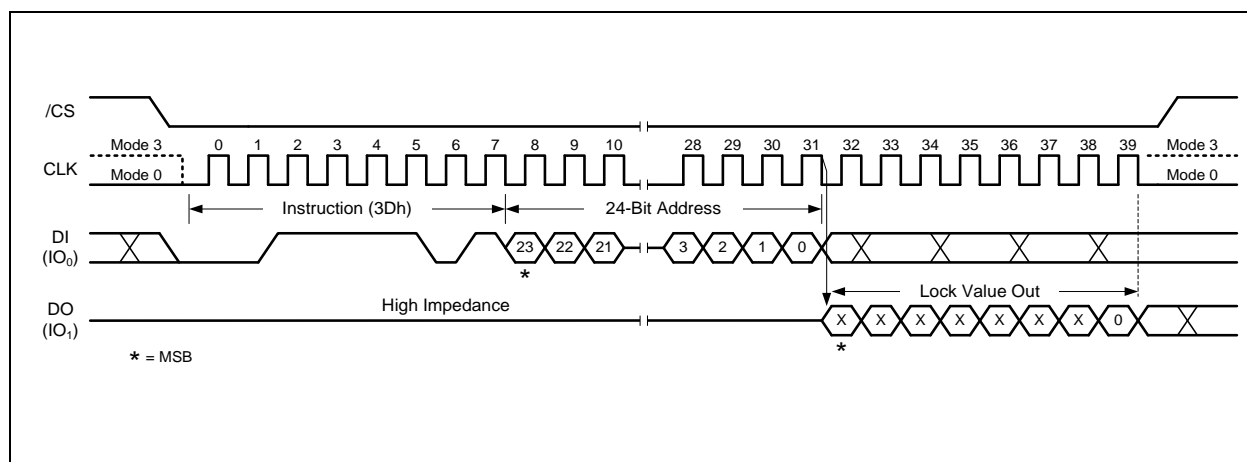 /CS
Mode 3 0 1 2 3 4 5 6 7 8 9 10 28 29 30 31 32 33 34 35 36 37 38 39 Mode 3
CLK
Mode 0 Mode 0
Instruction (3Dh) 24-Bit Address
DI
(IO0) 23 22 21 3 2 1 0
*
Lock Value Out
High Impedance
DO
(IO1) X X X X X X X 0
*
* = MSB